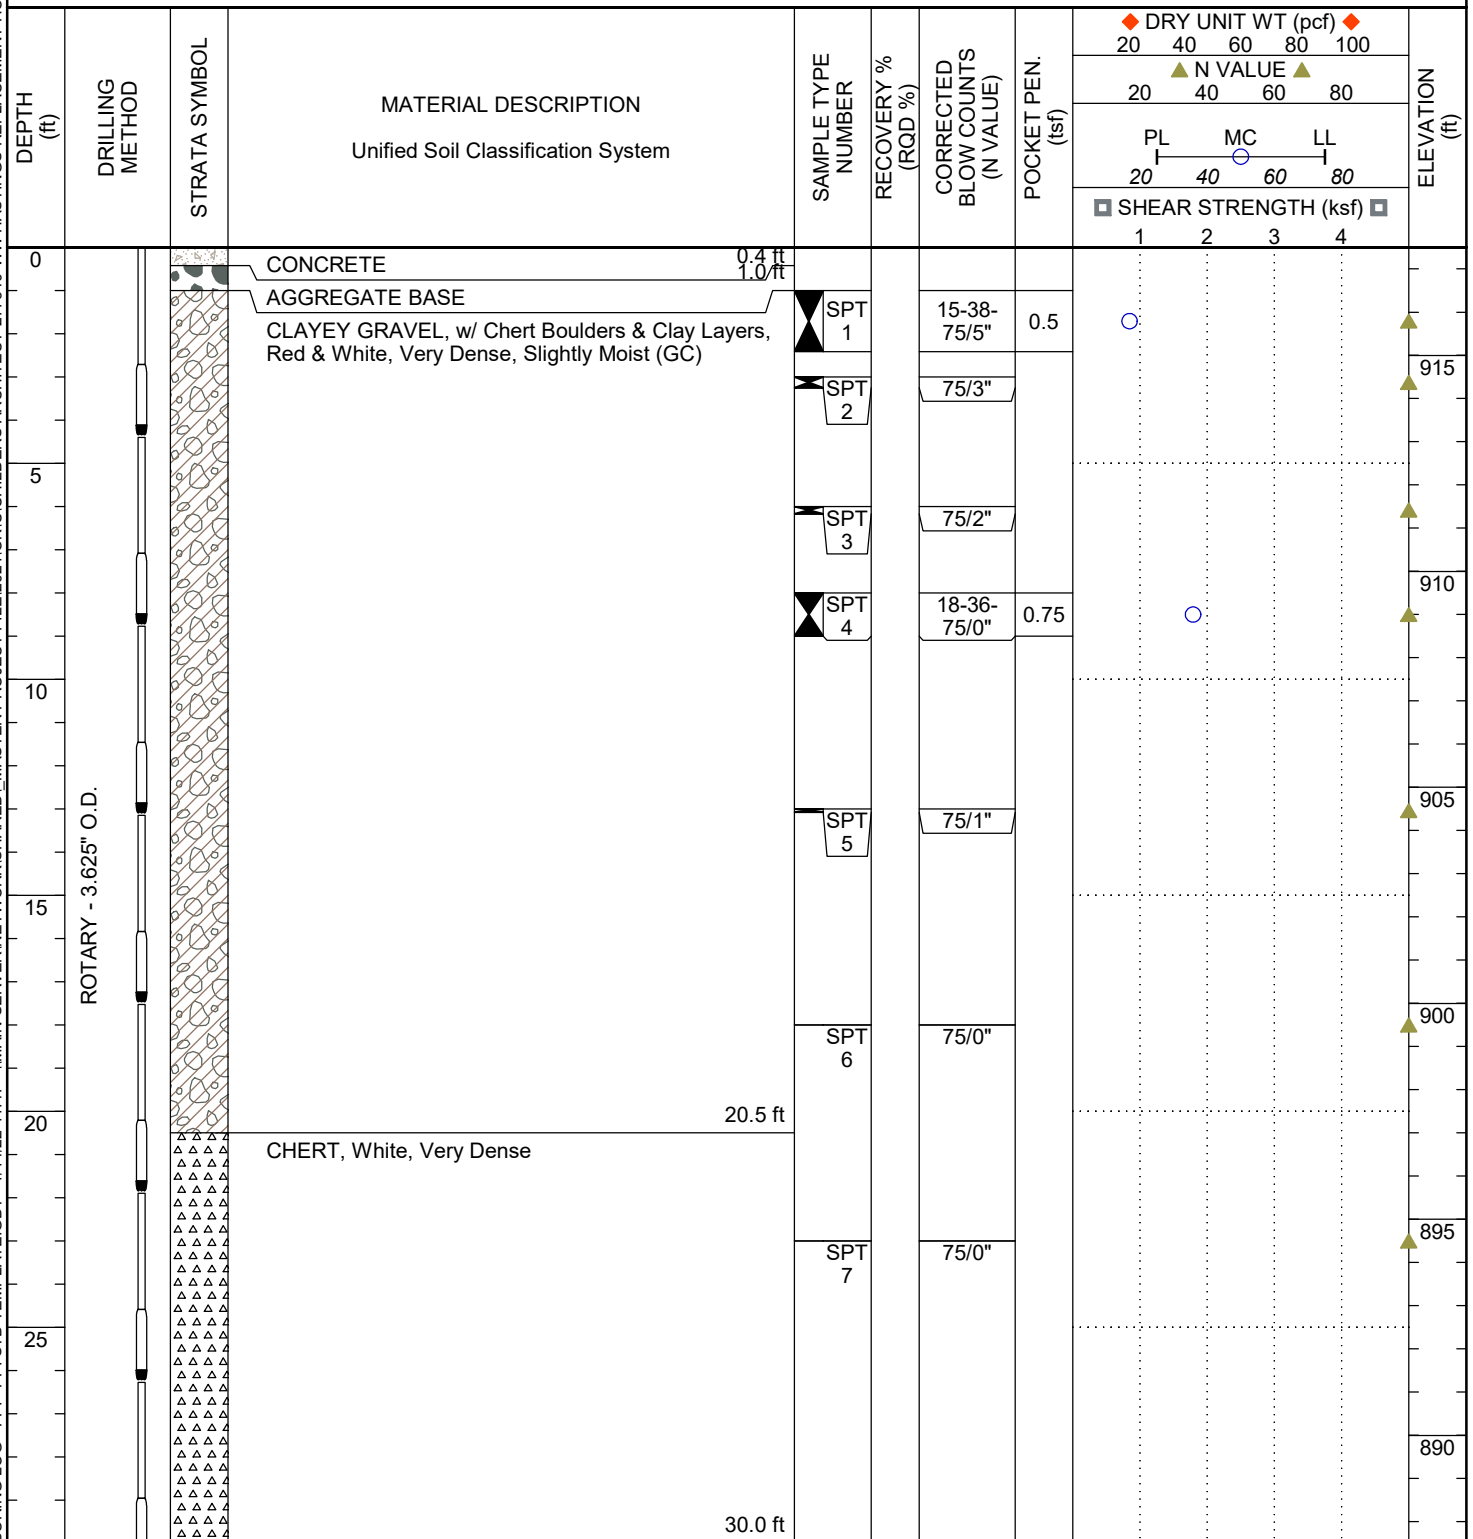 DEPTH
(ft)
DRILLING
METHOD
STRATA SYMBOL
MATERIAL DESCRIPTION
Unified Soil Classification System
SAMPLE TYPE
NUMBER
RECOVERY %
(RQD %)
CORRECTED
BLOW COUNTS
(N VALUE)
POCKET PEN.
(tsf)
DRY UNIT WT (pcf)
20 40 60 80 100
N VALUE
20 40 60 80
PL MC LL
20 40 60 80
SHEAR STRENGTH (ksf)
1 2 3 4
ELEVATION
(ft)
0
CONCRETE
0.4 ft
1.0 ft
AGGREGATE BASE
CLAYEY GRAVEL, w/ Chert Boulders & Clay Layers,
Red & White, Very Dense, Slightly Moist (GC)
SPT
1
15-38-
75/5"
0.5
915
SPT
2
75/3"
5
SPT
3
75/2"
910
SPT
4
18-36-
75/0"
0.75
10
905
SPT
5
75/1"
ROTARY - 3.625" O.D.
15
900
SPT
6
75/0"
20
20.5 ft
CHERT, White, Very Dense
895
SPT
7
75/0"
25
890
30.0 ft